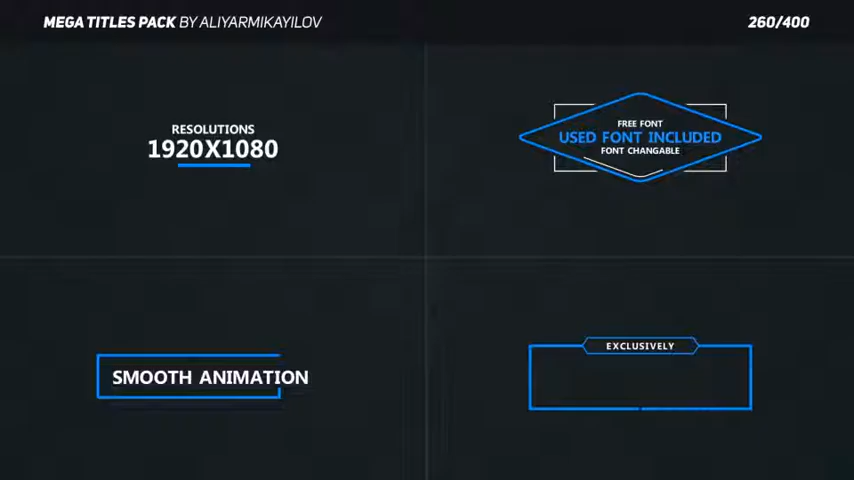 MEGA TITLES PACK BY ALIYARMIKAYILOV
260/400
RESOLUTIONS
1920X1080
FREE FONT
USED FONT INCLUDED
FONT CHANGABLE
SMOOTH ANIMATION
EXCLUSIVELY